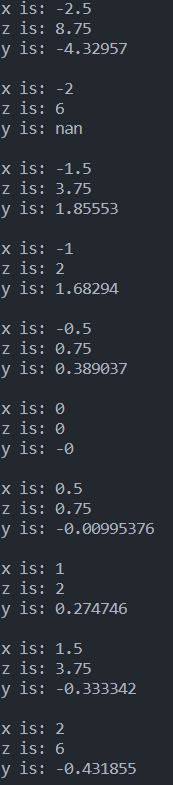 x is: -2.5
z is: 8.75
y is: -4.32957
x is: -2
z is: 6
y is: nan
x is: -1.5
z is: 3.75
y is: 1.85553
x is: -1
z is: 2
y is: 1.68294
x is: -0.5
z is: 0.75
y is: 0.389037
x is: 0
z is: 0
y is: -0
x is: 0.5
z is: 0.75
y is: -0.00995376
x is: 1
z is: 2
y is: 0.274746
x is: 1.5
z is: 3.75
y is: -0.333342
x is: 2
z is: 6
y is: -0.431855